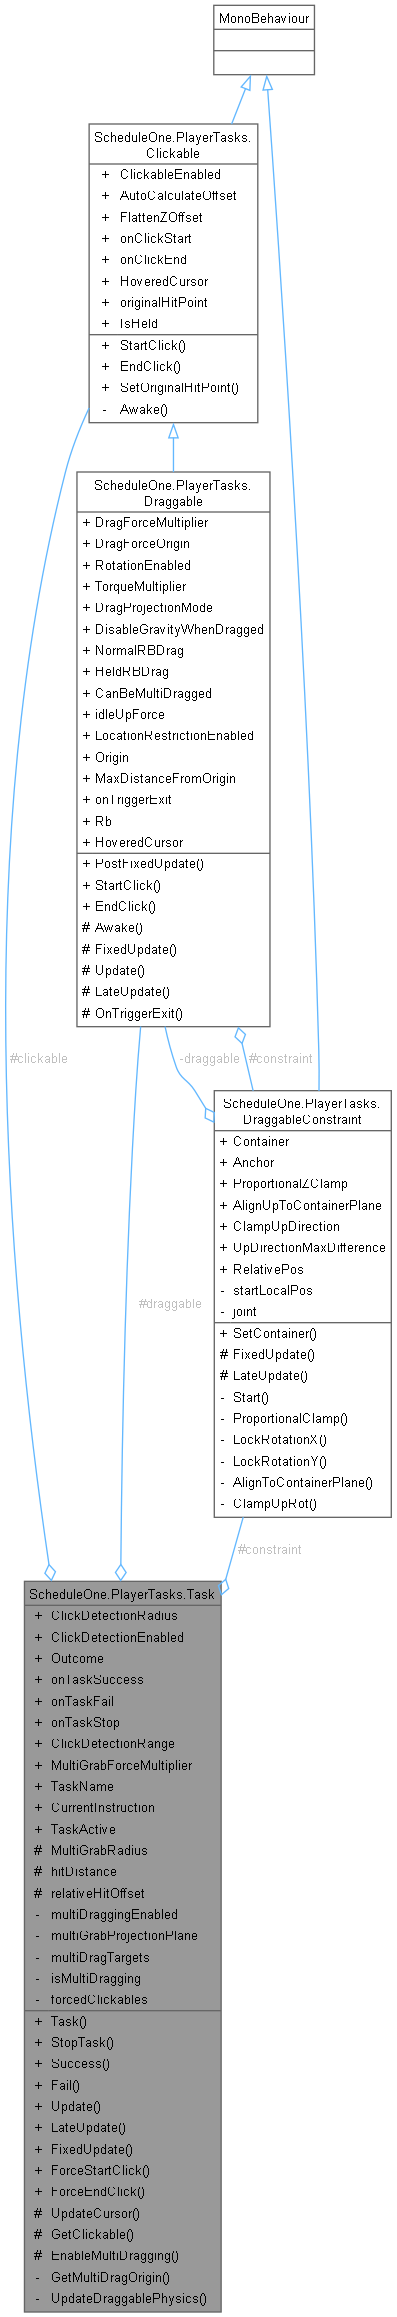 MonoBehaviour
ScheduleOne.PlayerTasks.
Clickable
+ ClickableEnabled
+ AutoCalculateOffset
+ FlattenZOffset
+ onClickStart
+ onClickEnd
+ HoveredCursor
+ originalHitPoint
+ IsHeld
+ StartClick()
+ EndClick()
+ SetOriginalHitPoint()
- Awake()
ScheduleOne.PlayerTasks.
Draggable
+ DragForceMultiplier
+ DragForceOrigin
+ RotationEnabled
+ TorqueMultiplier
+ DragProjectionMode
+ DisableGravityWhenDragged
+ NormalRBDrag
+ HeldRBDrag
+ CanBeMultiDragged
+ idleUpForce
+ LocationRestrictionEnabled
+ Origin
+ MaxDistanceFromOrigin
+ onTriggerExit
+ Rb
+ HoveredCursor
+ PostFixedUpdate()
+ StartClick()
+ EndClick()
# Awake()
# FixedUpdate()
# Update()
# LateUpdate()
# OnTriggerExit()
#clickable
-draggable
#constraint
ScheduleOne.PlayerTasks.
DraggableConstraint
+ Container
+ Anchor
+ ProportionalZClamp
+ AlignUpToContainerPlane
+ ClampUpDirection
+ UpDirectionMaxDifference
+ RelativePos
- startLocalPos
- joint
+ SetContainer()
# FixedUpdate()
# LateUpdate()
- Start()
- ProportionalClamp()
- LockRotationX()
- LockRotationY()
- AlignToContainerPlane()
- ClampUpRot()
#draggable
#constraint
ScheduleOne.PlayerTasks.Task
+ ClickDetectionRadius
+ ClickDetectionEnabled
+ Outcome
+ onTaskSuccess
+ onTaskFail
+ onTaskStop
+ ClickDetectionRange
+ MultiGrabForceMultiplier
+ TaskName
+ CurrentInstruction
+ TaskActive
# MultiGrabRadius
# hitDistance
# relativeHitOffset
- multiDraggingEnabled
- multiGrabProjectionPlane
- multiDragTargets
- isMultiDragging
- forcedClickables
+ Task()
+ StopTask()
+ Success()
+ Fail()
+ Update()
+ LateUpdate()
+ FixedUpdate()
+ ForceStartClick()
+ ForceEndClick()
# UpdateCursor()
# GetClickable()
# EnableMultiDragging()
- GetMultiDragOrigin()
- UpdateDraggablePhysics()